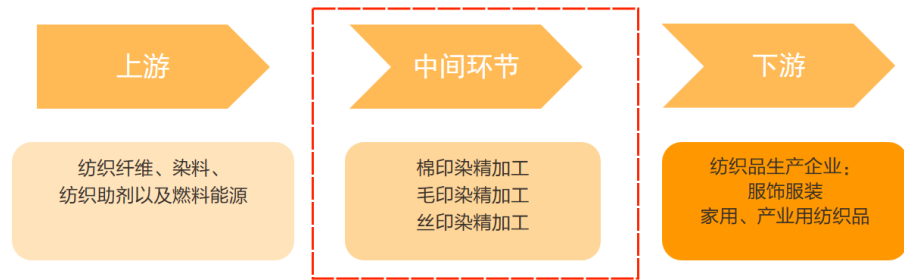 上游
中间环节
下游
纺织纤维、染料、
纺织助剂以及燃料能源
棉印染精加工
毛印染精加工
丝印染精加工
纺织品生产企业：
服饰服装
家用、产业用纺织品